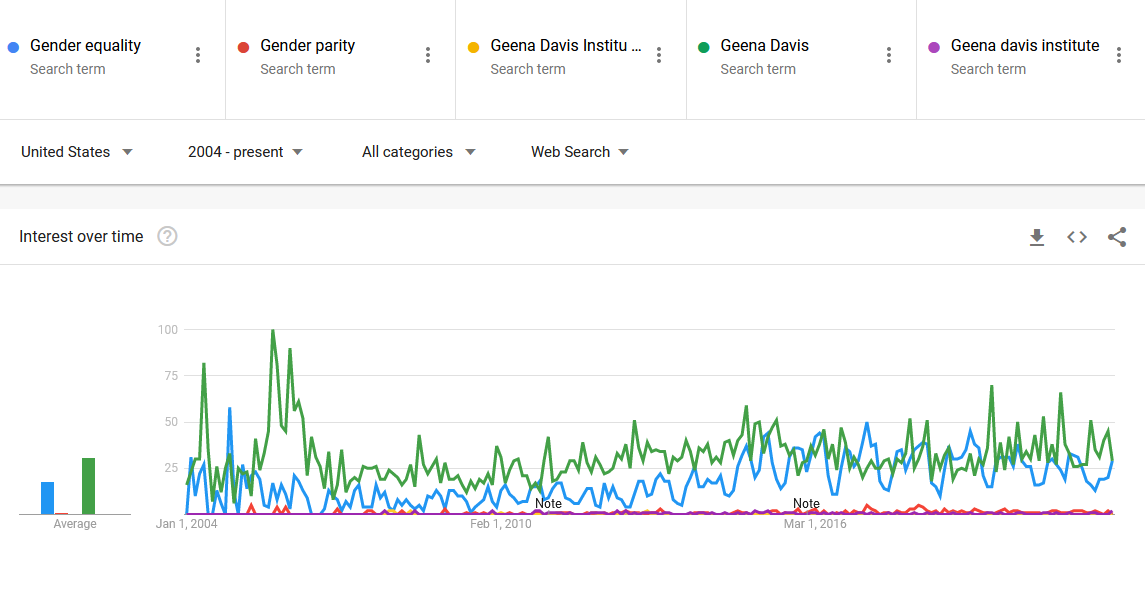 Gender equality
Search term
Gender parity
Search term
Geena Davis Institu ...
Search term
Geena Davis
Search term
Geena davis institute
Search term
United States
2004 - present
All categories
Web Search
Interest over time
?
100
75
50
25
Note
Note
Average
Jan 1, 2004
Feb 1, 2010
Mar 1, 2016